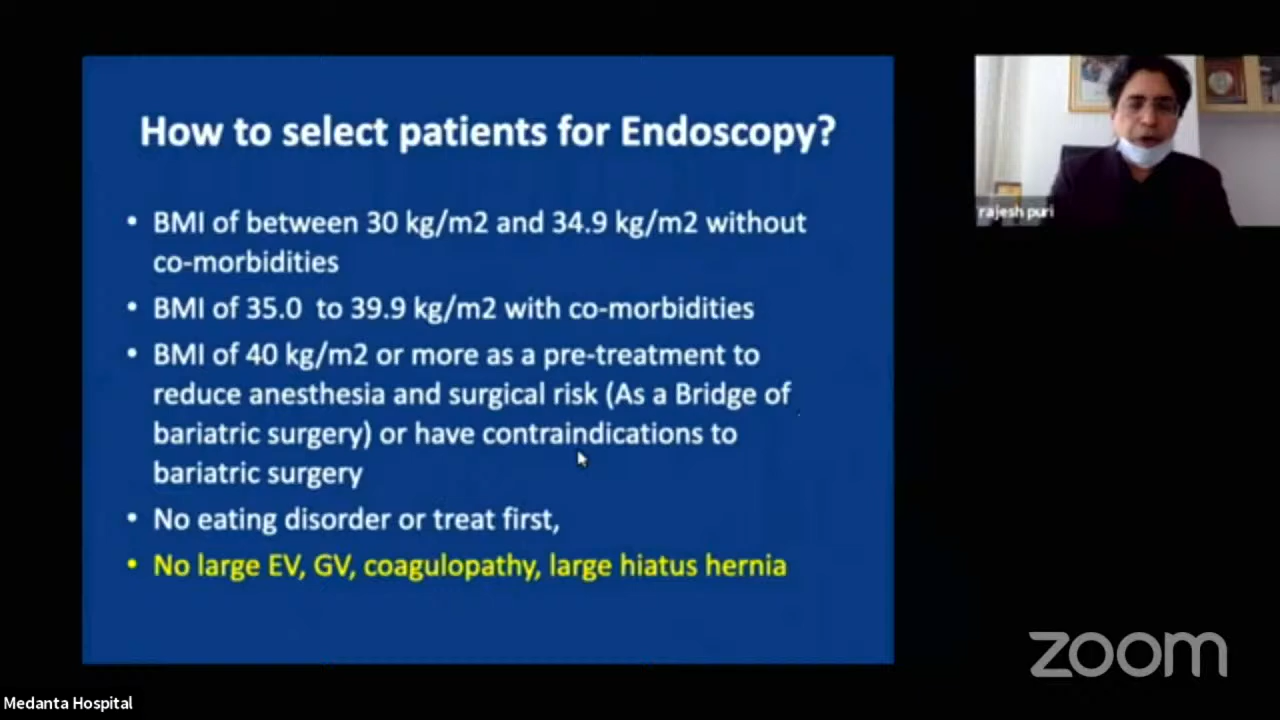 How to select patients for Endoscopy?
• BMI of between 30 kg/m2 and 34.9 kg/m2 without
co-morbidities
• BMI of 35.0 to 39.9 kg/m2 with co-morbidities
• BMI of 40 kg/m2 or more as a pre-treatment to
reduce anesthesia and surgical risk (As a Bridge of
bariatric surgery) or have contraindications to
bariatric surgery
• No eating disorder or treat first,
• No large EV, GV, coagulopathy, large hiatus hernia
rajesh puri
zoom
Medanta Hospital